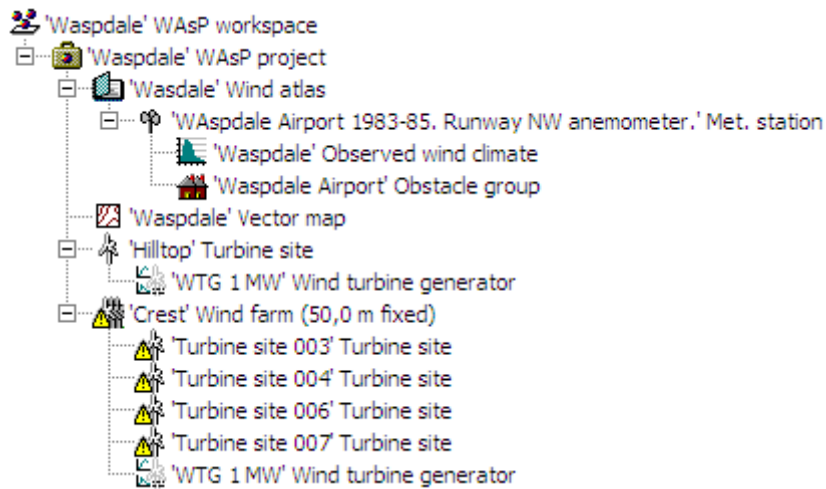 'Waspdale' WAsP workspace
'Waspdale' WAsP project
'Wasdale' Wind atlas
'WAspdale Airport 1983-85. Runway NW anemometer.' Met. station
'Waspdale' Observed wind climate
'Waspdale Airport' Obstacle group
'Waspdale' Vector map
'Hilltop' Turbine site
'WTG 1 MW' Wind turbine generator
'Crest' Wind farm (50,0 m fixed)
'Turbine site 003' Turbine site
'Turbine site 004' Turbine site
'Turbine site 006' Turbine site
'Turbine site 007' Turbine site
'WTG 1 MW' Wind turbine generator